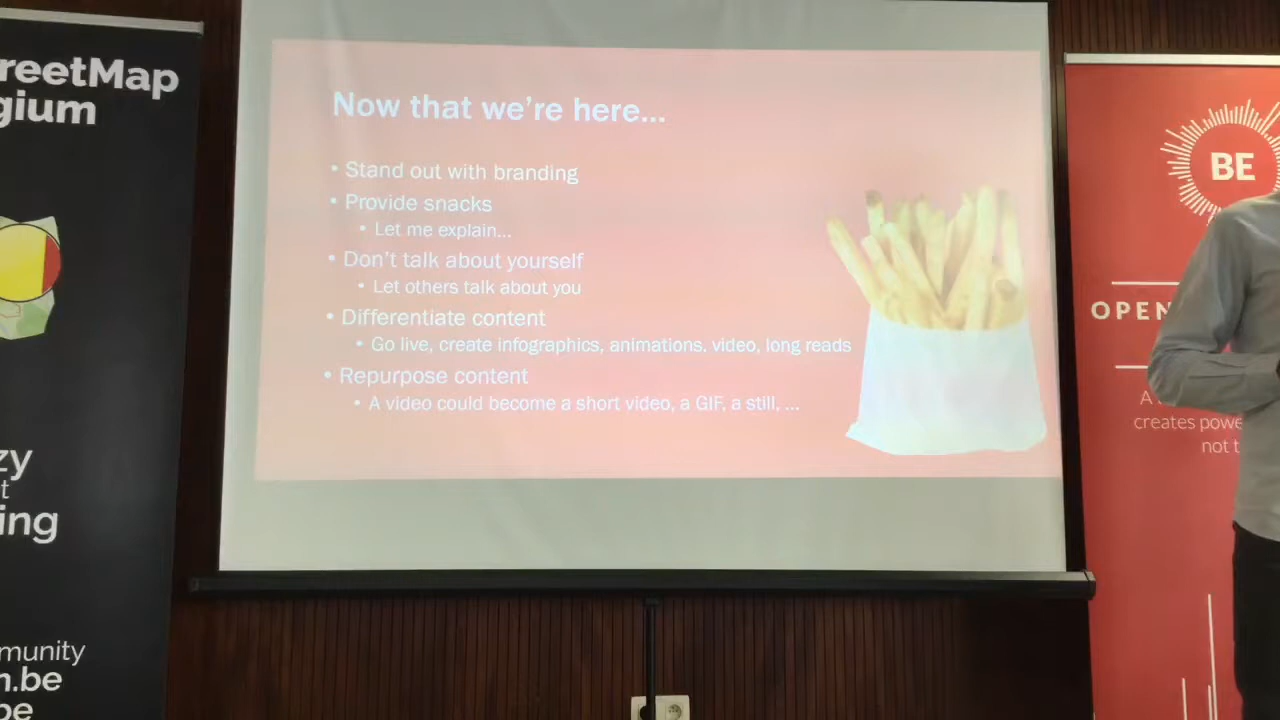 reetMap
gium
zy
t
ing
munity
n.be
be
Now that we're here...
• Stand out with branding
• Provide snacks
• Let me explain...
• Don't talk about yourself
• Let others talk about you
• Differentiate content
• Go live, create infographics, animations, video, long reads
• Repurpose content
• A video could become a short video, a GIF, a still, ...
BE
OPEN
A
creates powe
not t